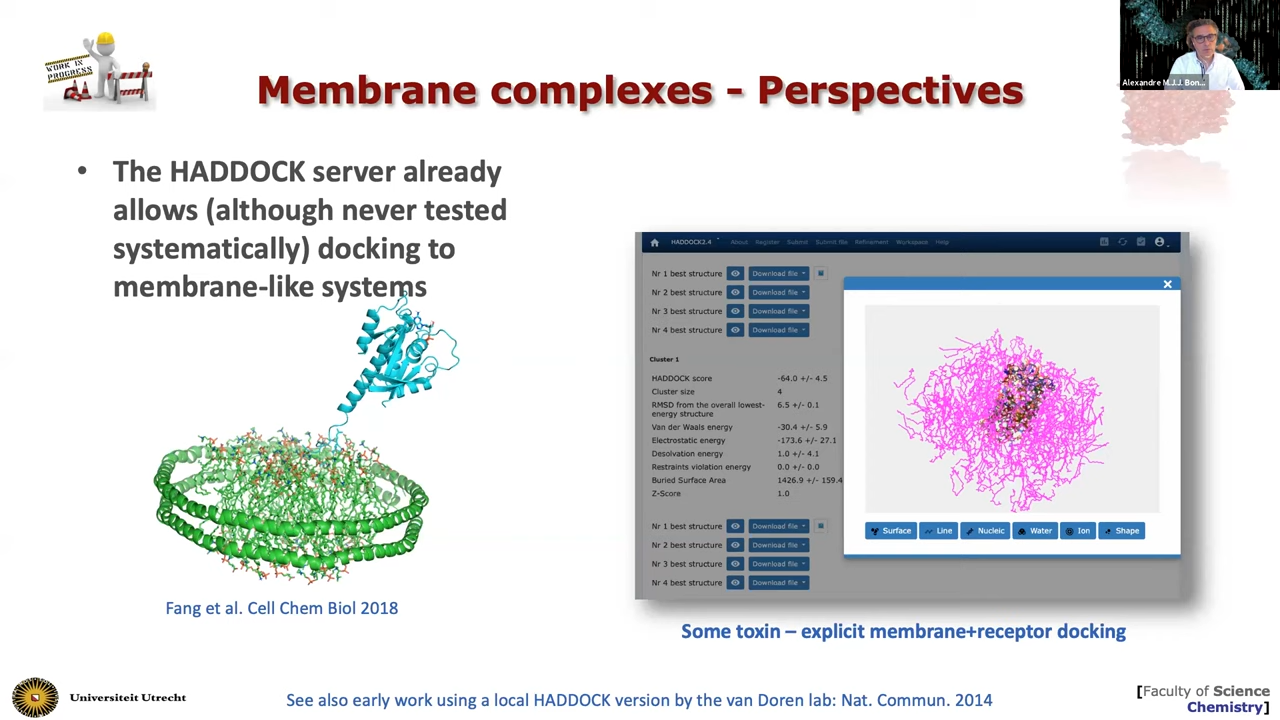 WORK IN
PROGRESS
Membrane complexes - Perspectives
Alexandre M.J.J. Bon...
• The HADDOCK server already
allows (although never tested
systematically) docking to
membrane-like systems
Fang et al. Cell Chem Biol 2018
HADDOCK2.4 About Register Submit Submit file Refinement Workspace Help
Nr 1 best structure Download file
Nr 2 best structure Download file
Nr 3 best structure Download file
Nr 4 best structure Download file
Cluster 1
HADDOCK score -64.0 +/- 4.5
Cluster size 4
RMSD from the overall lowest- 6.5 +/- 0.1
energy structure
Van der Waals energy -30.4 +/- 5.9
Electrostatic energy -173.6 +/- 27.1
Desolvation energy 1.0 +/- 4.1
Restraints violation energy 0.0 +/- 0.0
Buried Surface Area 1426.9 +/- 159.4
Z-Score 1.0
Nr 1 best structure Download file
Nr 2 best structure Download file
Nr 3 best structure Download file
Nr 4 best structure Download file
Surface Line Nucleic Water Ion Shape
Some toxin – explicit membrane+receptor docking
Universiteit Utrecht
See also early work using a local HADDOCK version by the van Doren lab: Nat. Commun. 2014
[Faculty of Science
Chemistry]